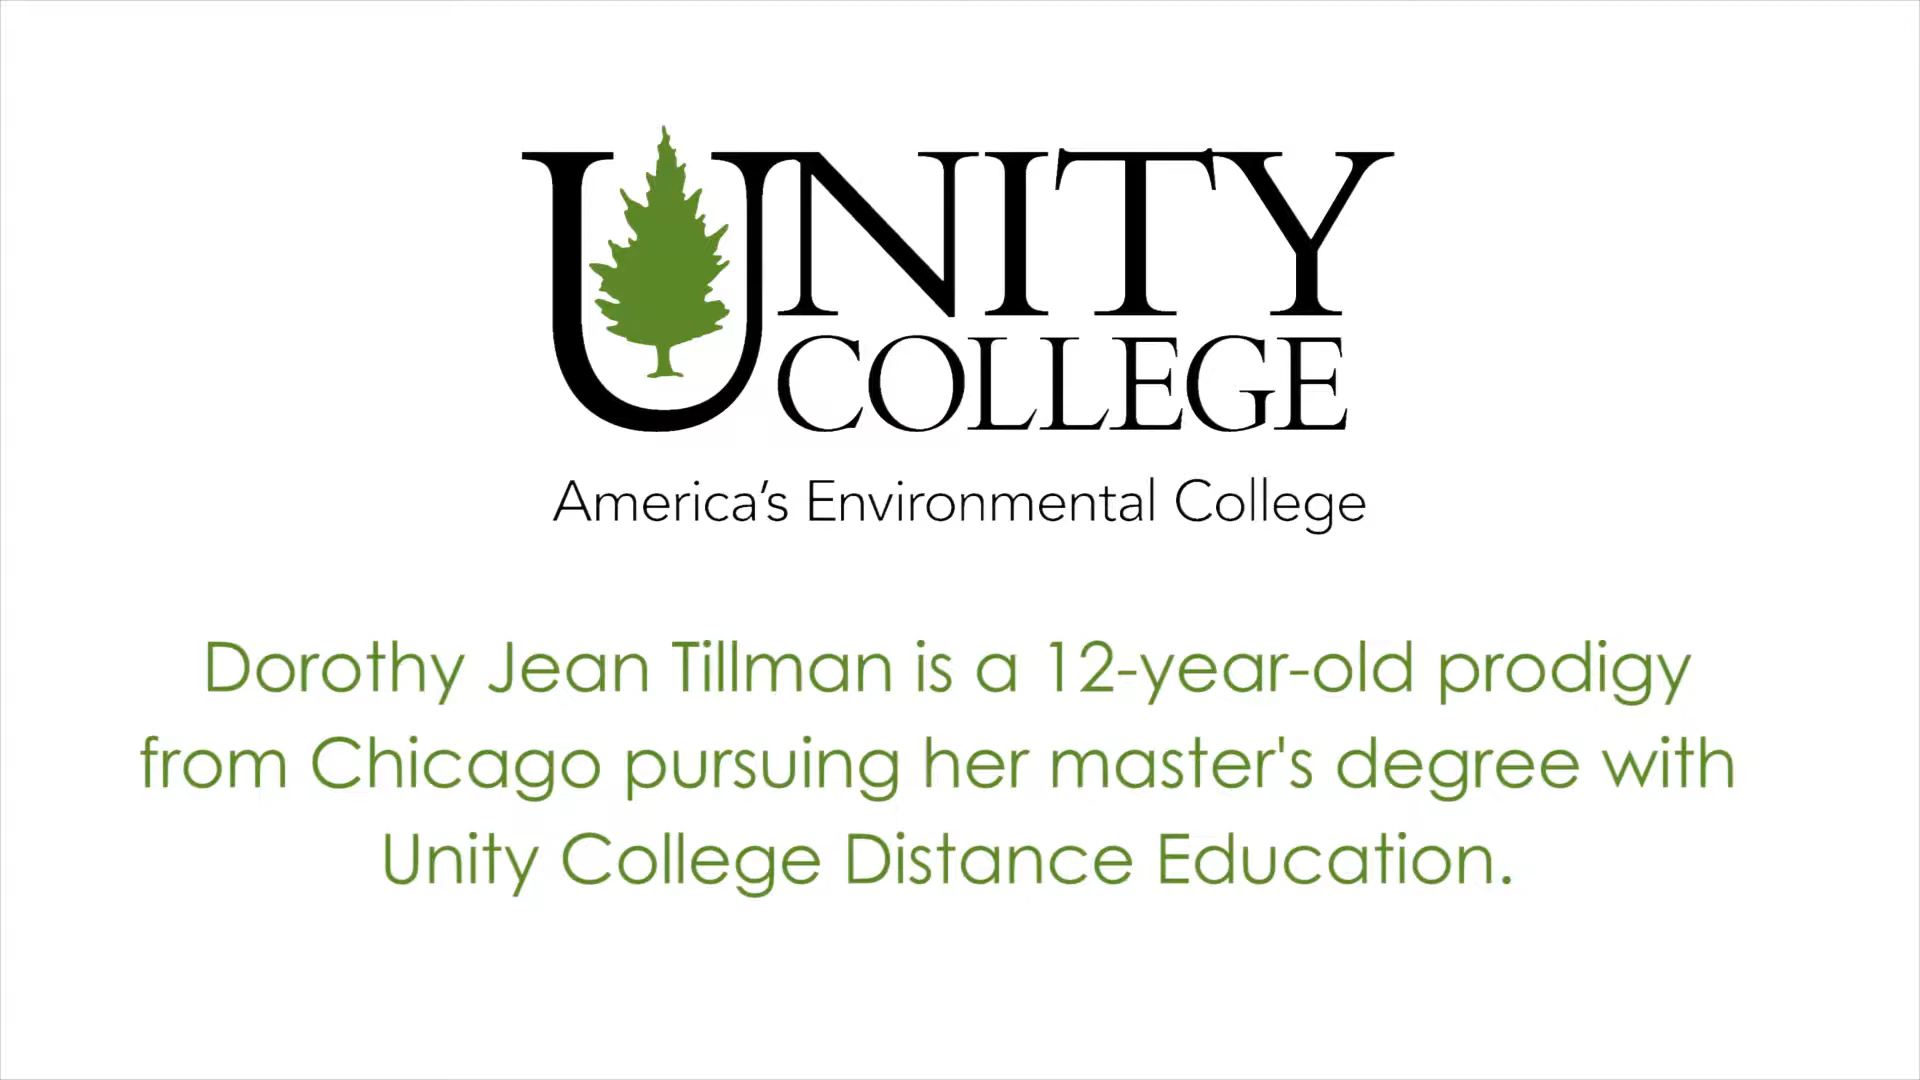 UNITY
COLLEGE
America’s Environmental College
Dorothy Jean Tillman is a 12-year-old prodigy
from Chicago pursuing her master's degree with
Unity College Distance Education.